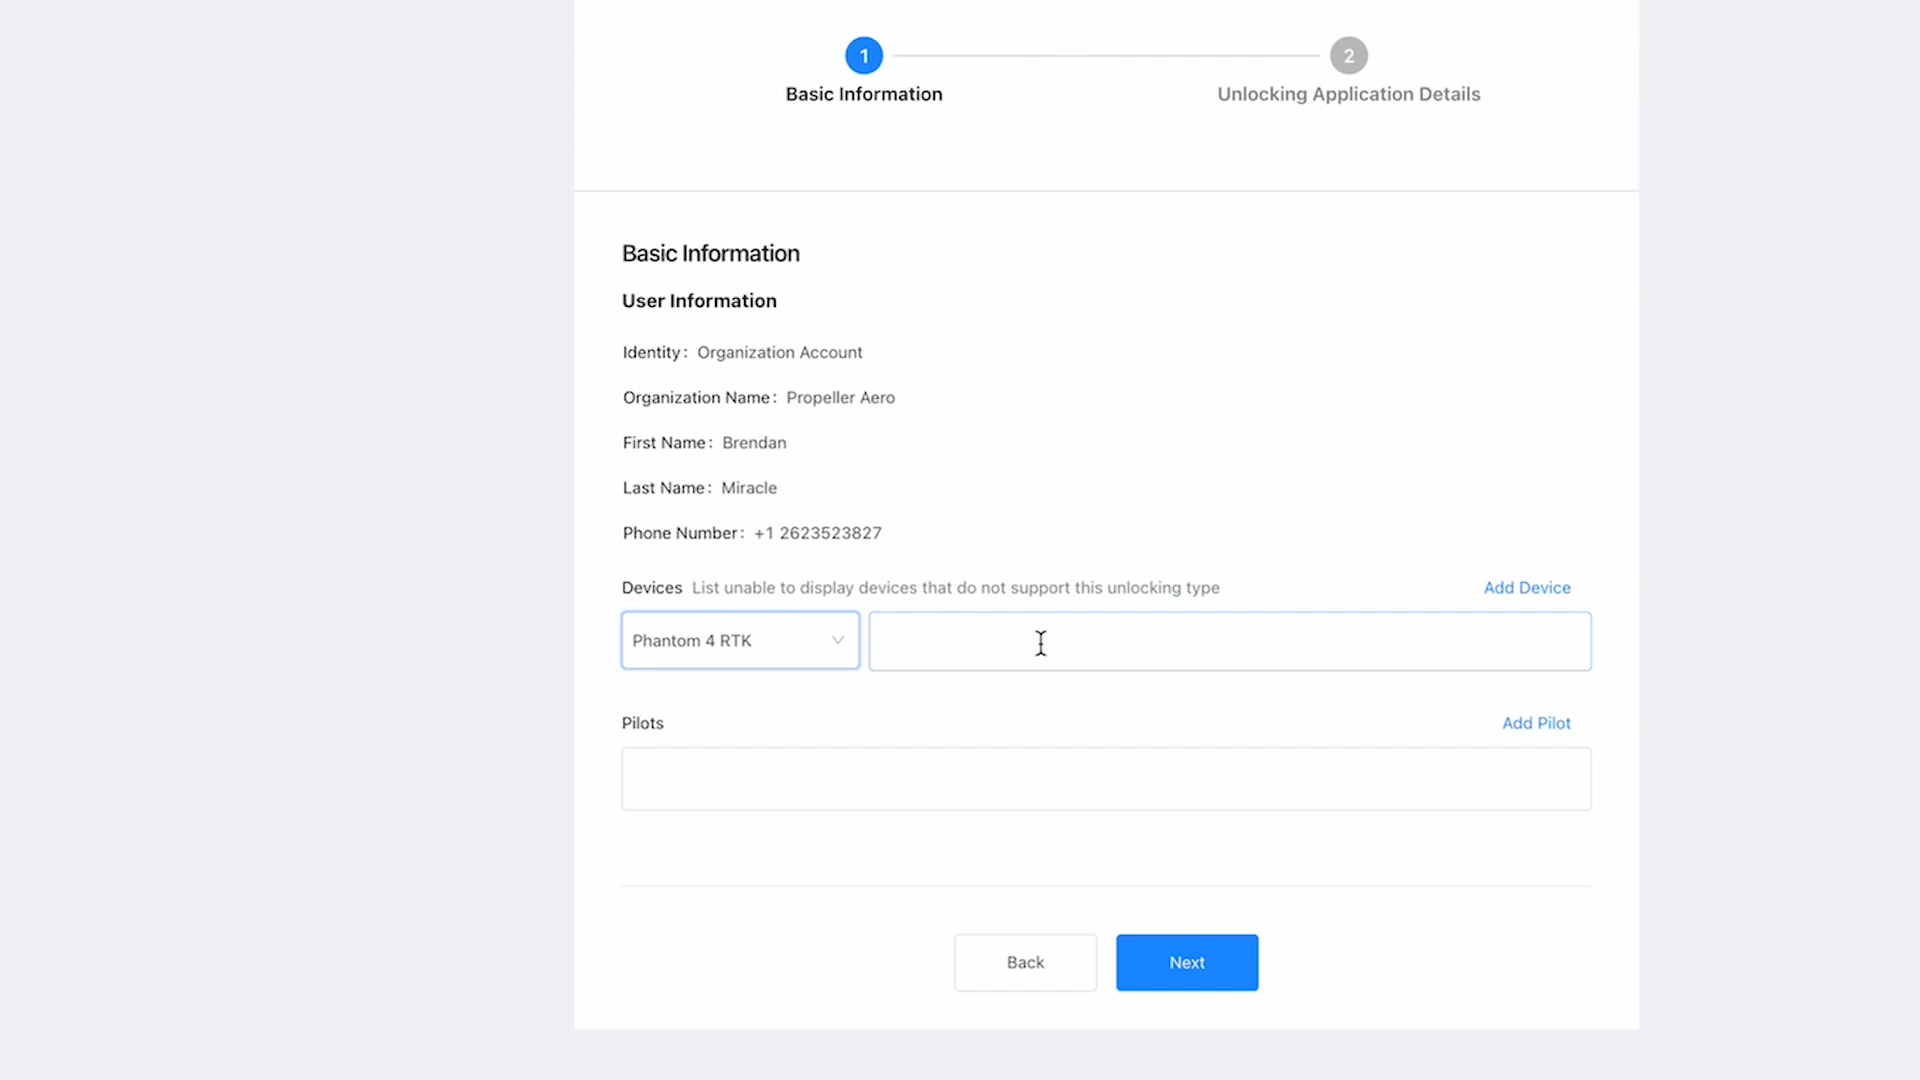 1
2
Basic Information
Unlocking Application Details
Basic Information
User Information
Identity: Organization Account
Organization Name: Propeller Aero
First Name: Brendan
Last Name: Miracle
Phone Number: +1 2623523827
Devices List unable to display devices that do not support this unlocking type Add Device
Phantom 4 RTK
Pilots Add Pilot
Back Next